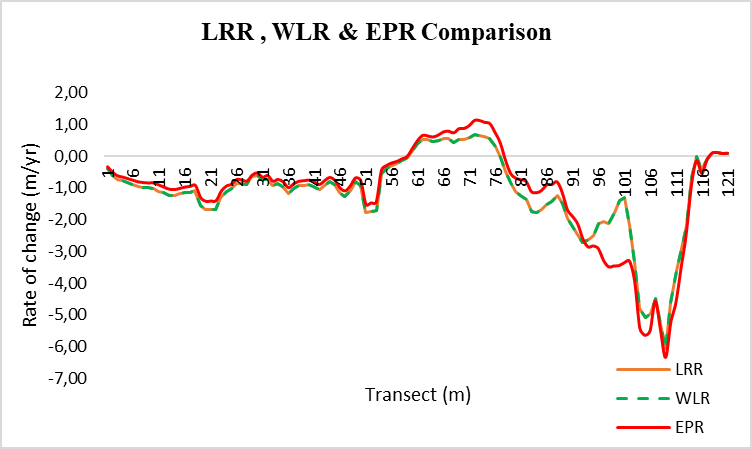 LRR , WLR & EPR Comparison
2,00
1,00
0,00
-1,00
-2,00
-3,00
-4,00
-5,00
-6,00
-7,00
Rate of change (m/yr)
1 6 11 16 21 26 31 36 41 46 51 56 61 66 71 76 81 86 91 96 101 106 111 116 121
Transect (m)
LRR
WLR
EPR